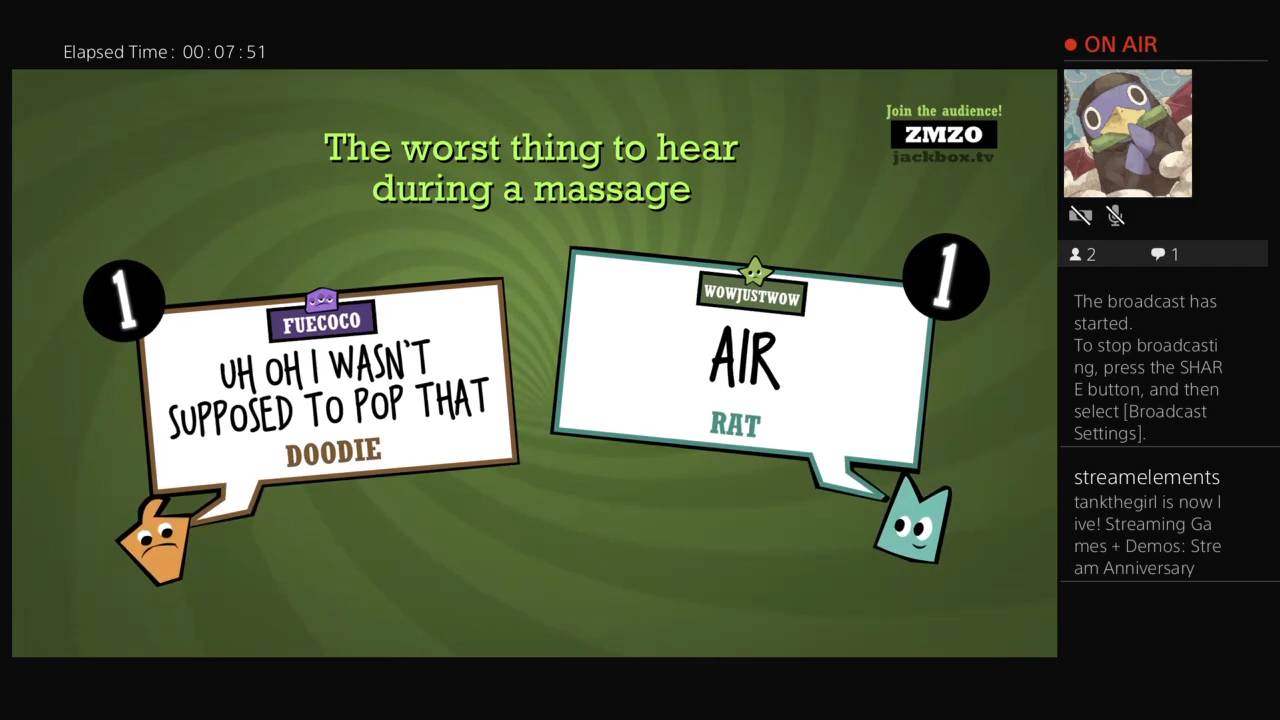 Elapsed Time: 00:07:51
ON AIR
Join the audience!
ZMZO
jackbox.tv
The worst thing to hear
during a massage
1
FUECOCO
UH OH I WASN'T
SUPPOSED TO POP THAT
DOODIE
1
WOWJUSTWOW
AIR
RAT
2
1
The broadcast has
started.
To stop broadcasti
ng, press the SHAR
E button, and then
select [Broadcast
Settings].
streamelements
tankthegirl is now l
ive! Streaming Ga
mes + Demos: Stre
am Anniversary